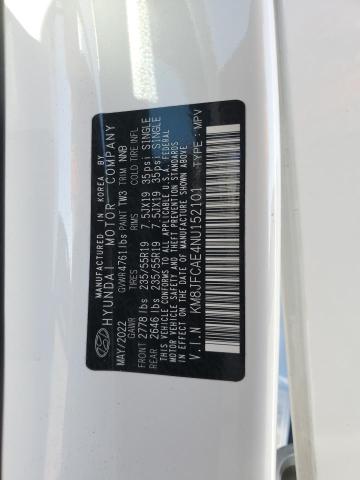 MANUFACTURED IN KOREA BY
HYUNDAI MOTOR COMPANY
MAY/2022 GVWR 4761lbs PAINT TW3 TRIM NNB
GAWR TIRES RIMS COLD TIRE INFL
FRONT 2778 lbs 235/55R19 7.5JX19 35psi SINGLE
REAR 2646 lbs 235/55R19 7.5JX19 35psi SINGLE
THIS VEHICLE CONFORMS TO ALL APPLICABLE U.S.A. FEDERAL
MOTOR VEHICLE SAFETY AND THEFT PREVENTION STANDARDS
IN EFFECT ON THE DATE OF MANUFACTURE SHOWN ABOVE
V.I.N KM8JFCAE4NU152101 TYPE: MPV